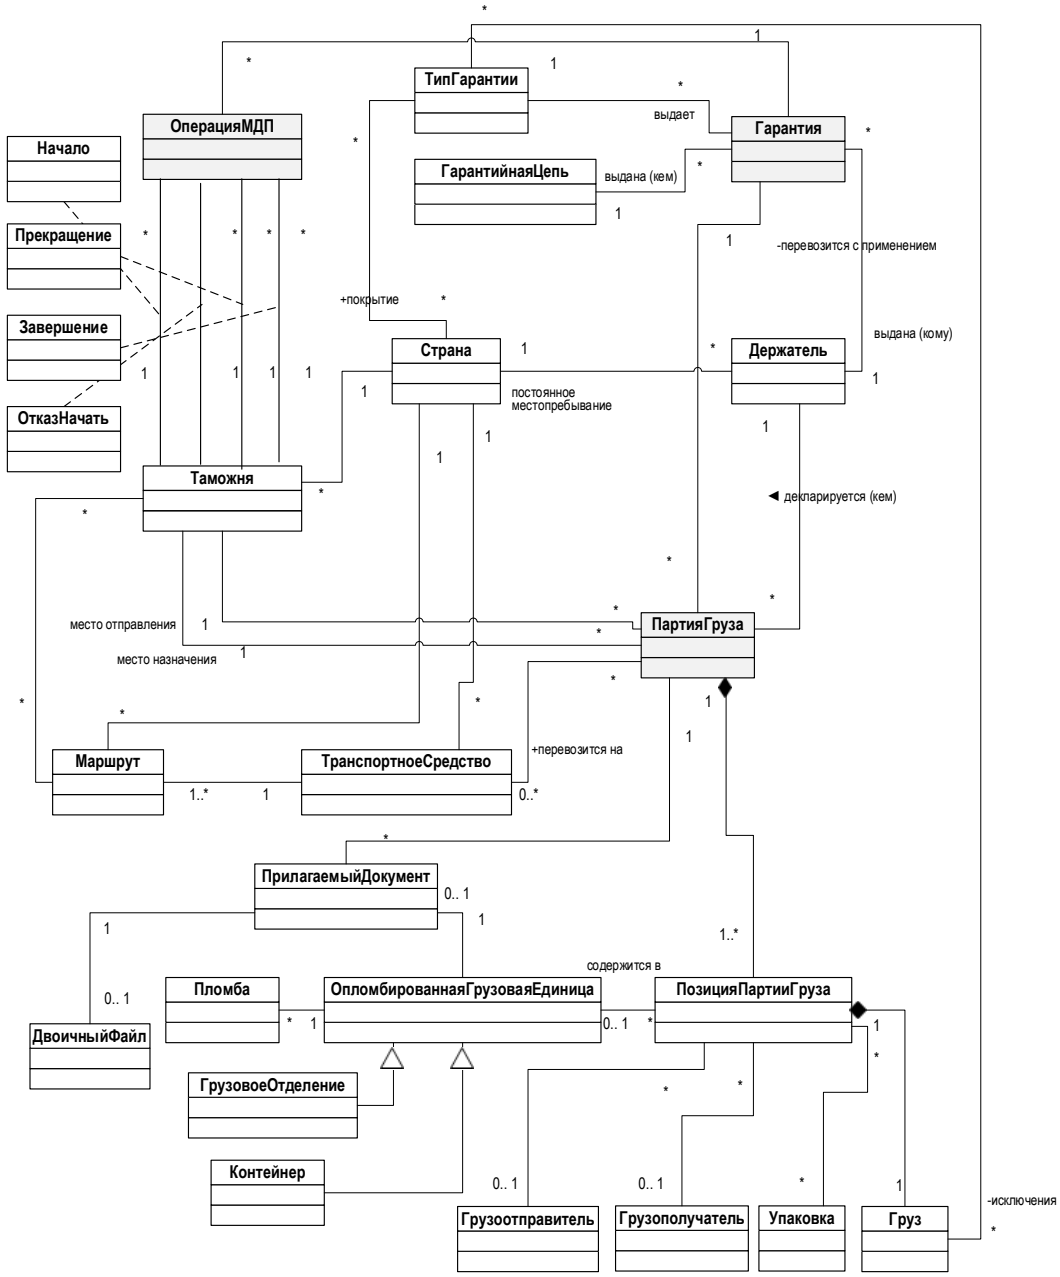 *
1
*
1
ТипГарантии
*
выдает
ОперацияМДП
Гарантия
*
*
Начало
ГарантийнаяЦепь
*
выдана (кем)
1
Прекращение
*
*
*
*
1
-перевозится с применением
+покрытие
*
Завершение
выдана (кому)
Страна
1
*
Держатель
1
1
1
1
1
постоянное
местопребывание
1
ОтказНачать
1
1
1
Таможня
*
декларируется (кем)
*
*
*
*
место отправления
1
*
ПартияГруза
место назначения
1
*
*
*
1
*
1
+перевозится на
Маршрут
ТранспортноеСредство
1..*
1
0..*
*
ПрилагаемыйДокумент
0.. 1
1
1
1..*
содержится в
Пломба
ОпломбированнаяГрузоваяЕдиница
ПозицияПартииГруза
0.. 1
*
1
0.. 1
*
1
ДвоичныйФайл
*
ГрузовоеОтделение
*
*
Контейнер
0.. 1
0.. 1
*
1
-исключения
Грузоотправитель
Грузополучатель
Упаковка
Груз
*